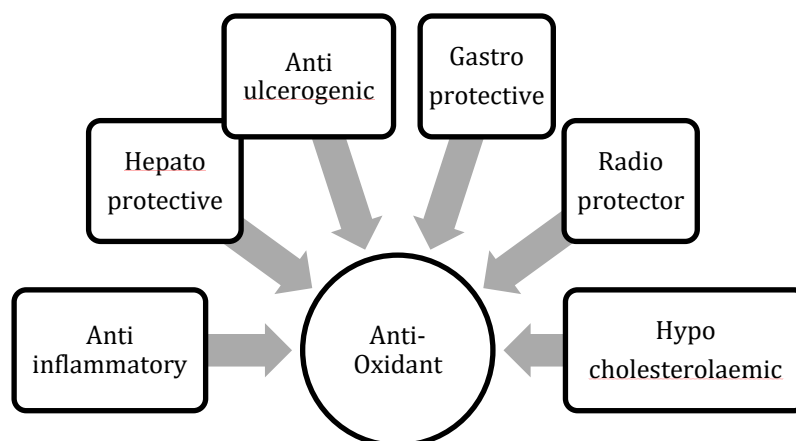 Anti
ulcerogenic
Gastro
protective
Hepato
protective
Radio
protector
Anti
inflammatory
Anti-
Oxidant
Hypo
cholesterolaemic